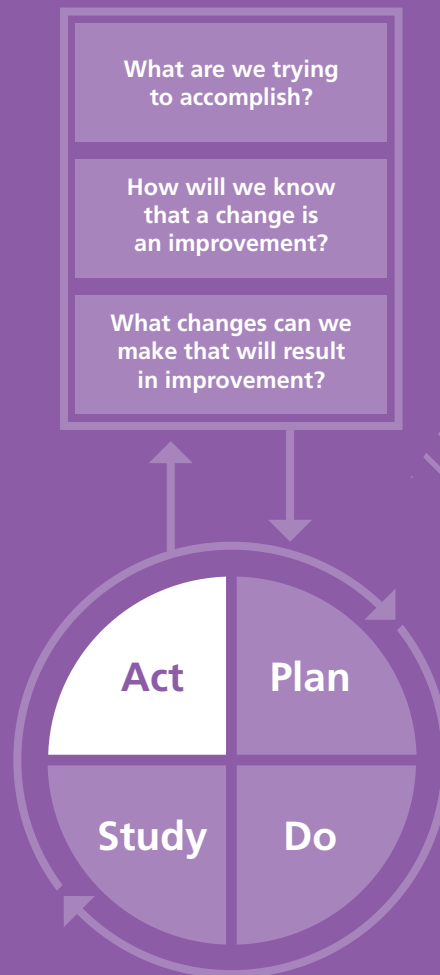 What are we trying
to accomplish?
How will we know
that a change is
an improvement?
What changes can we
make that will result
in improvement?
Act
Plan
Study
Do